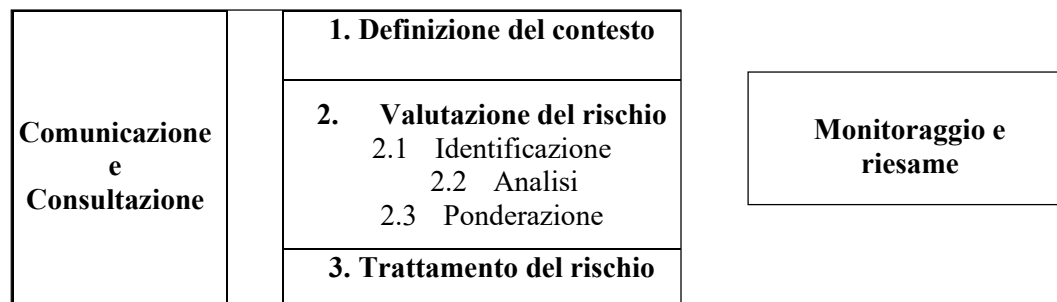 Comunicazione
e
Consultazione
1. Definizione del contesto
2. Valutazione del rischio
2.1 Identificazione
2.2 Analisi
2.3 Ponderazione
3. Trattamento del rischio
Monitoraggio e
riesame